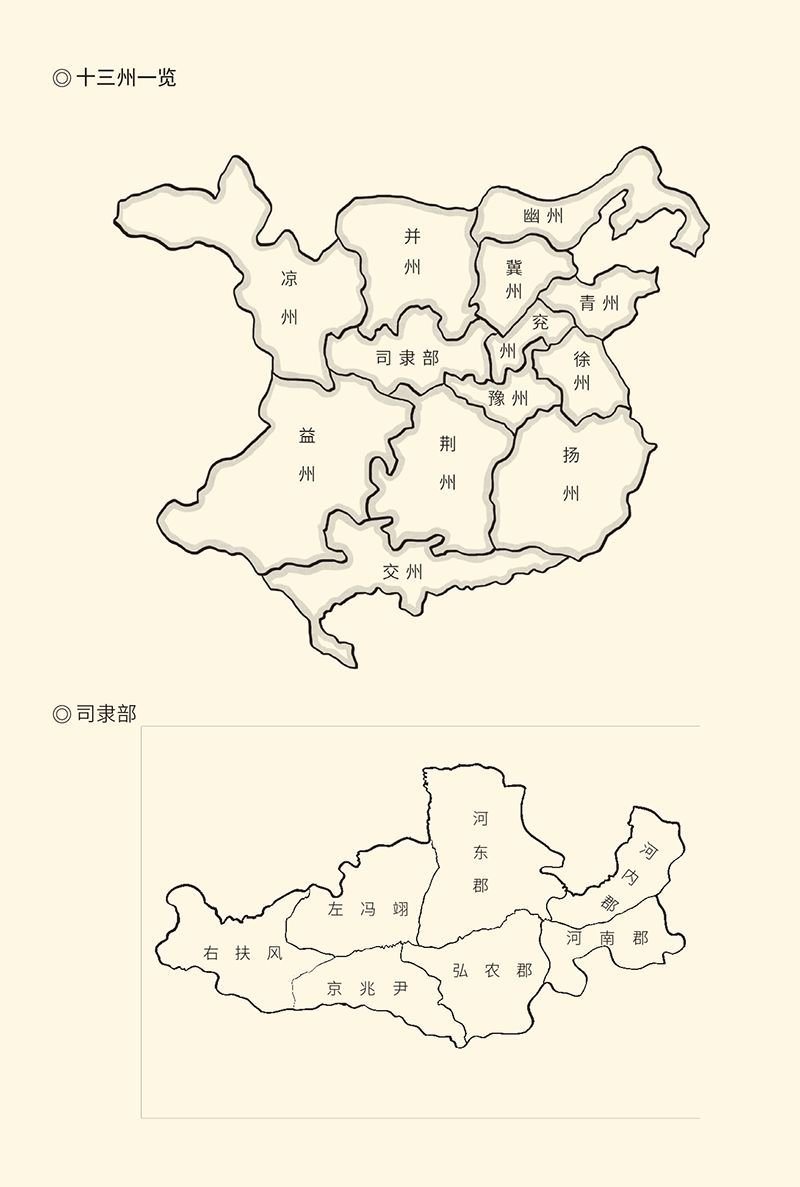 ◎ 十三州一览
幽州
并州
冀州
凉州
青州
兖州
司隶部
徐州
豫州
益州
荆州
扬州
交州
◎ 司隶部
河东郡
河内郡
左冯翊
河南郡
右扶风
弘农郡
京兆尹